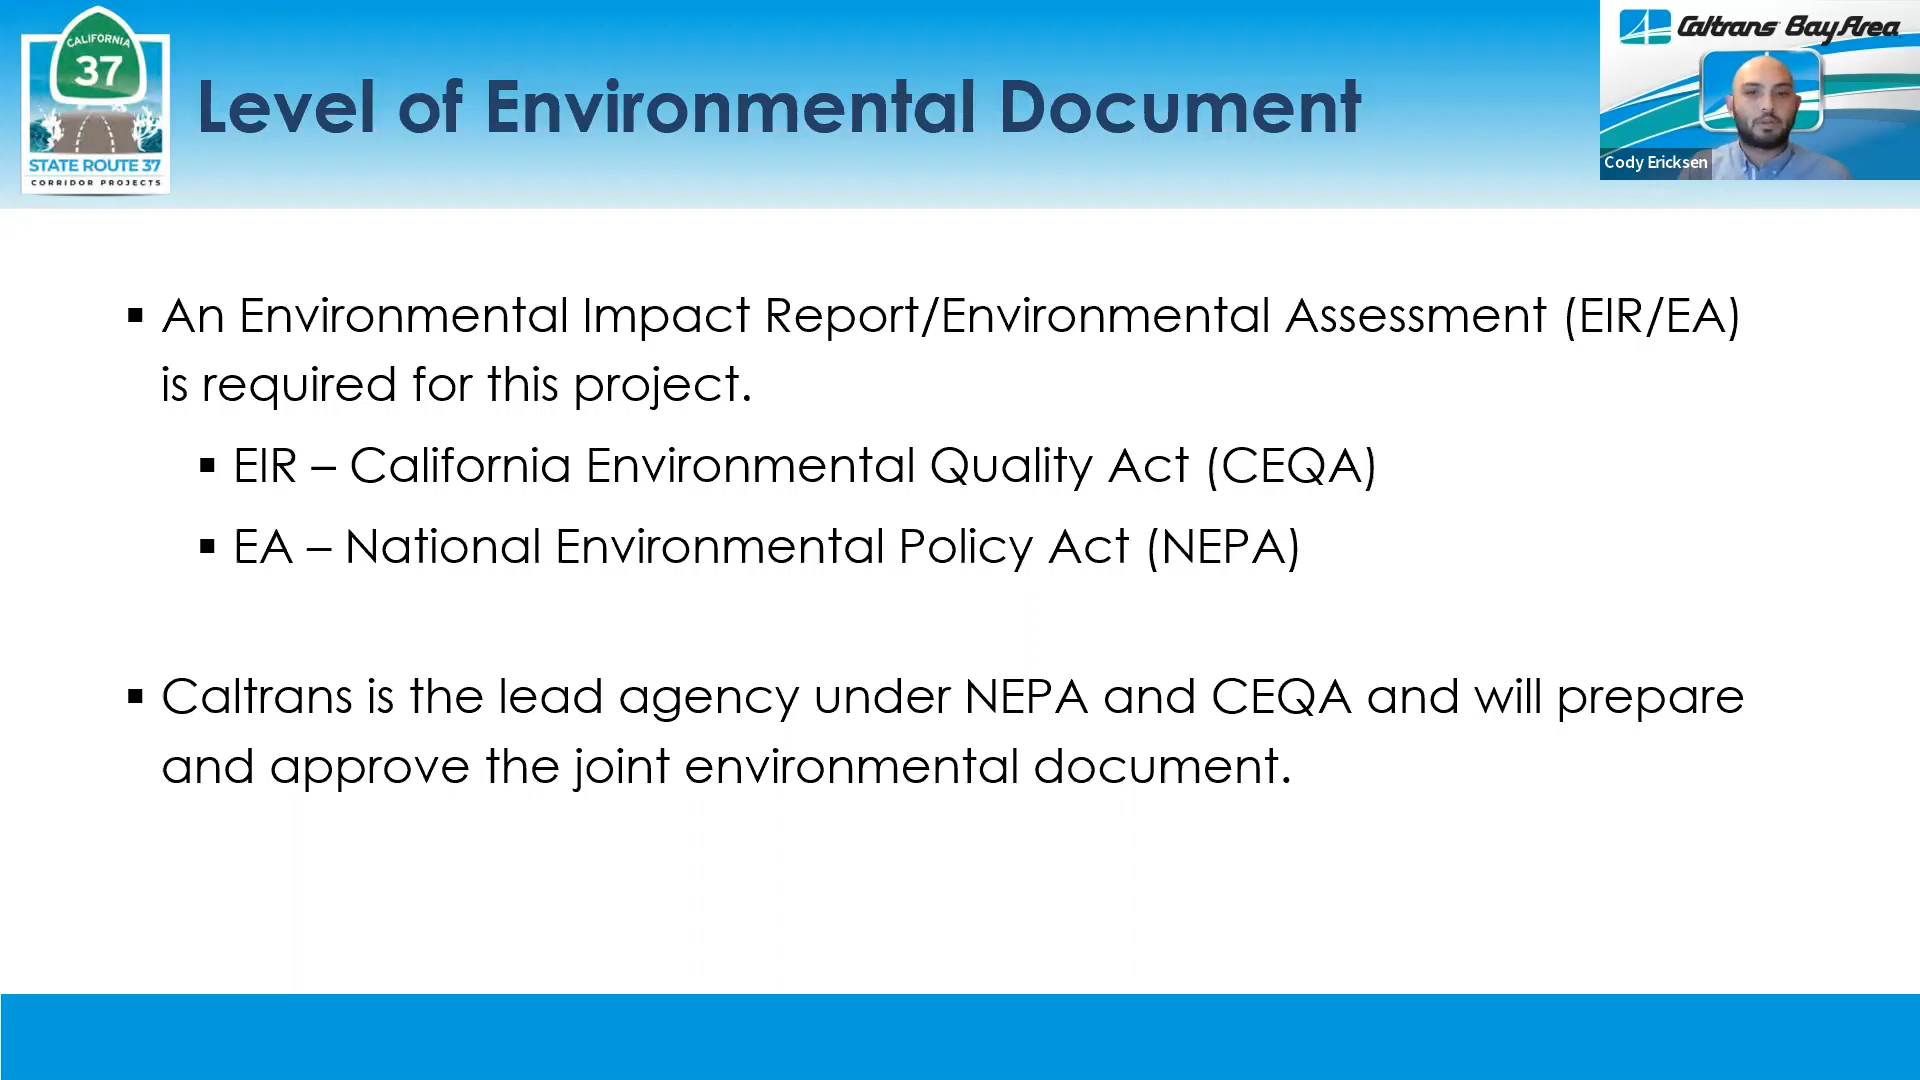 CALIFORNIA
37
STATE ROUTE 37
CORRIDOR PROJECTS
Level of Environmental Document
Caltrans Bay Area
Cody Ericksen
▪ An Environmental Impact Report/Environmental Assessment (EIR/EA)
is required for this project.
▪ EIR – California Environmental Quality Act (CEQA)
▪ EA – National Environmental Policy Act (NEPA)
▪ Caltrans is the lead agency under NEPA and CEQA and will prepare
and approve the joint environmental document.